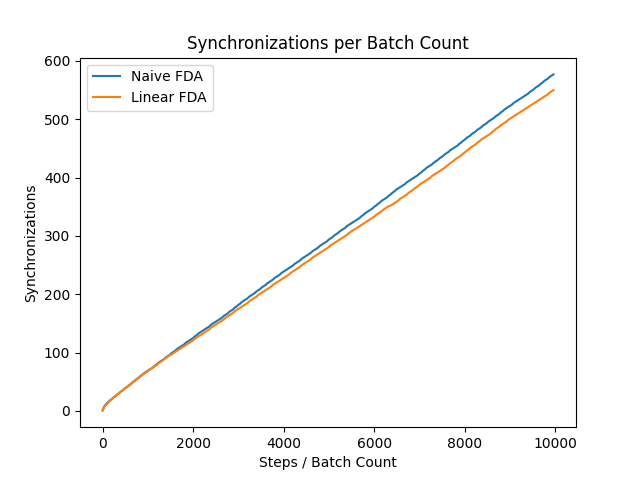 Synchronizations per Batch Count
Naive FDA
Linear FDA
Synchronizations
600
500
400
300
200
100
0
0 2000 4000 6000 8000 10000
Steps / Batch Count